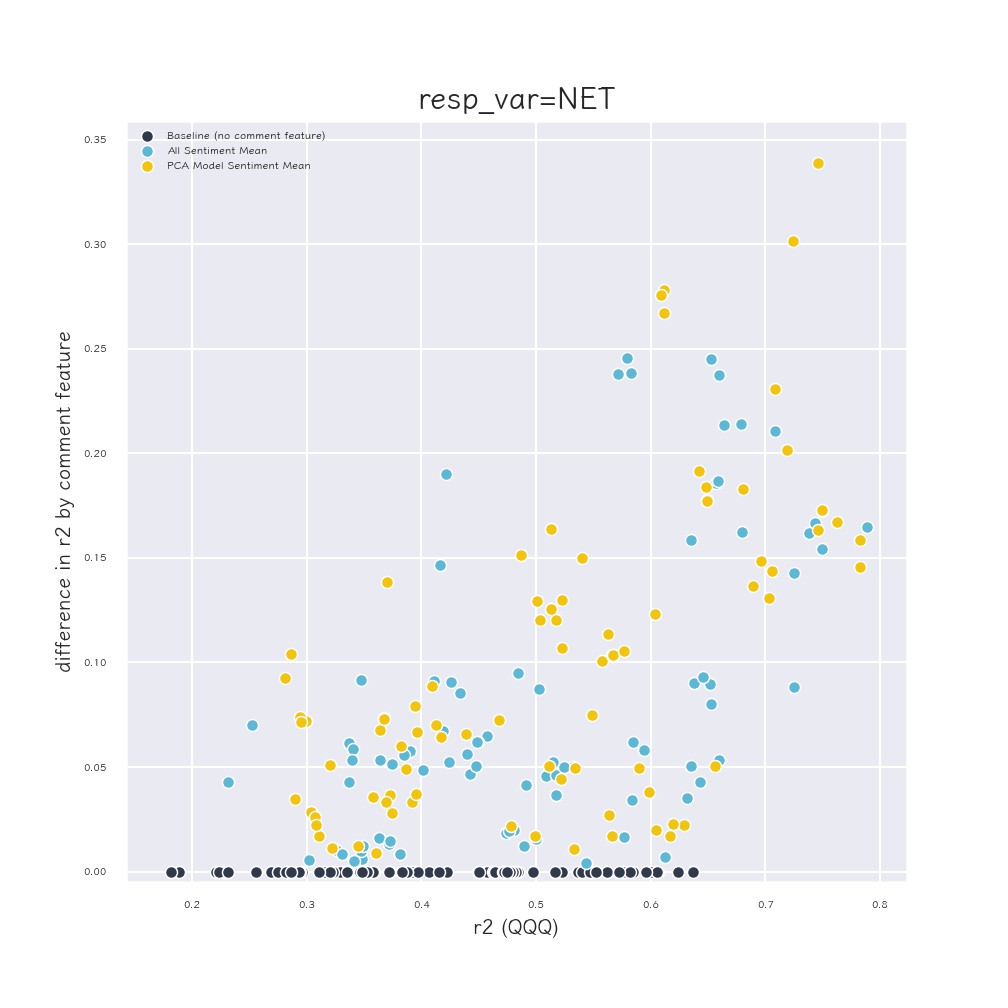 resp_var=NET
Baseline (no comment feature)
All Sentiment Mean
PCA Model Sentiment Mean
difference in r2 by comment feature
0.35
0.30
0.25
0.20
0.15
0.10
0.05
0.00
0.2 0.3 0.4 0.5 0.6 0.7 0.8
r2 (QQQ)